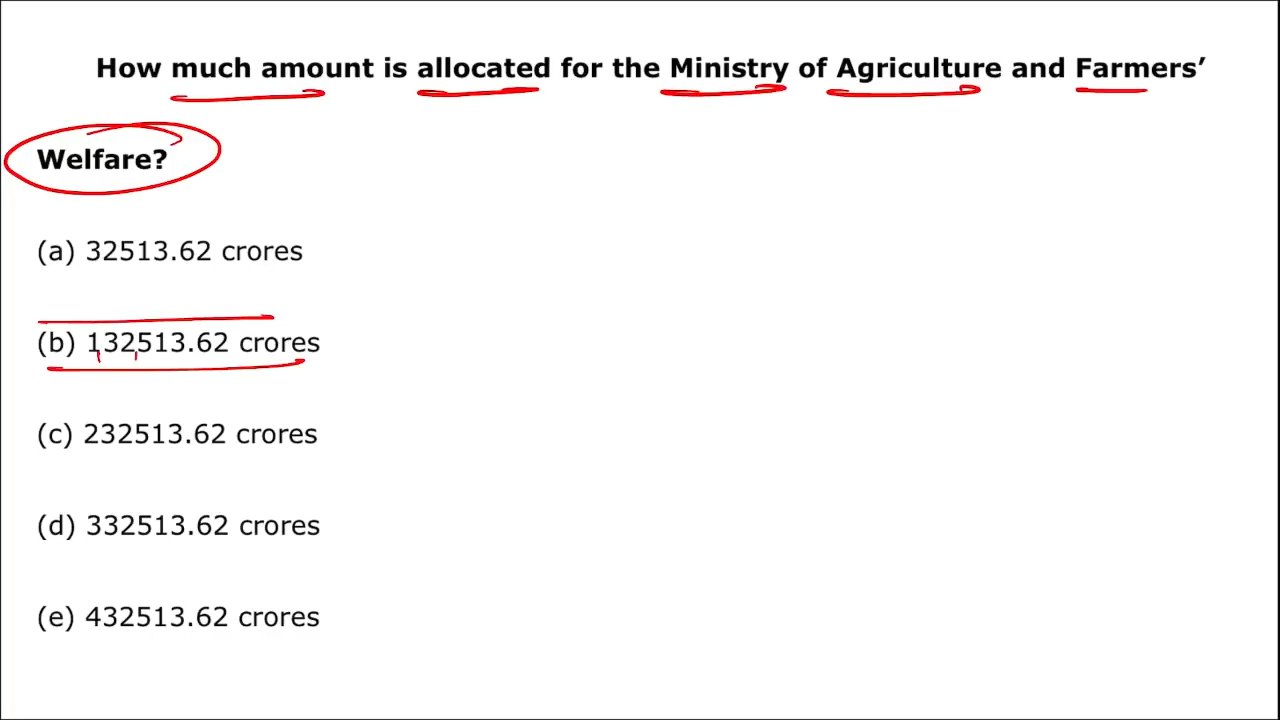 How much amount is allocated for the Ministry of Agriculture and Farmers’
Welfare?
(a) 32513.62 crores
(b) 132513.62 crores
(c) 232513.62 crores
(d) 332513.62 crores
(e) 432513.62 crores